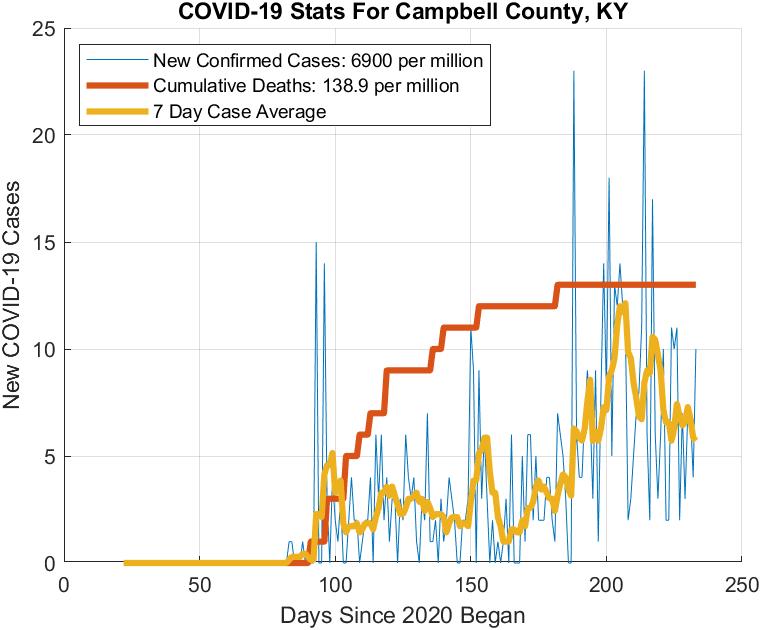 COVID-19 Stats For Campbell County, KY
New Confirmed Cases: 6900 per million
Cumulative Deaths: 138.9 per million
7 Day Case Average
New COVID-19 Cases
25
20
15
10
5
0
0 50 100 150 200 250
Days Since 2020 Began